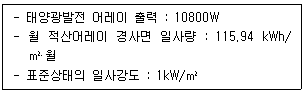 - 태양광발전 어레이 출력 : 10800W
- 월 적산어레이 경사면 일사량 : 115.94 kWh/
㎡·월
- 표준상태의 일사강도 : 1kW/㎡